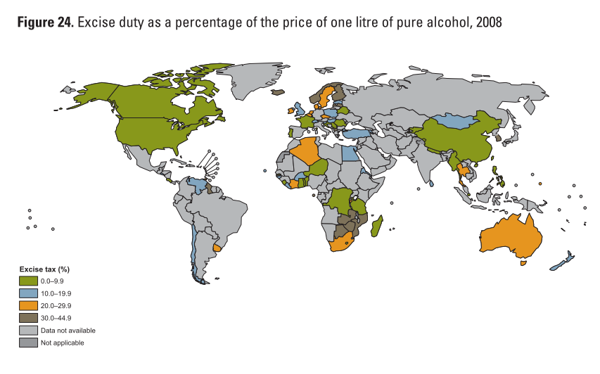 Figure 24. Excise duty as a percentage of the price of one litre of pure alcohol, 2008
Excise tax (%)
0.0–9.9
10.0–19.9
20.0–29.9
30.0–44.9
Data not available
Not applicable